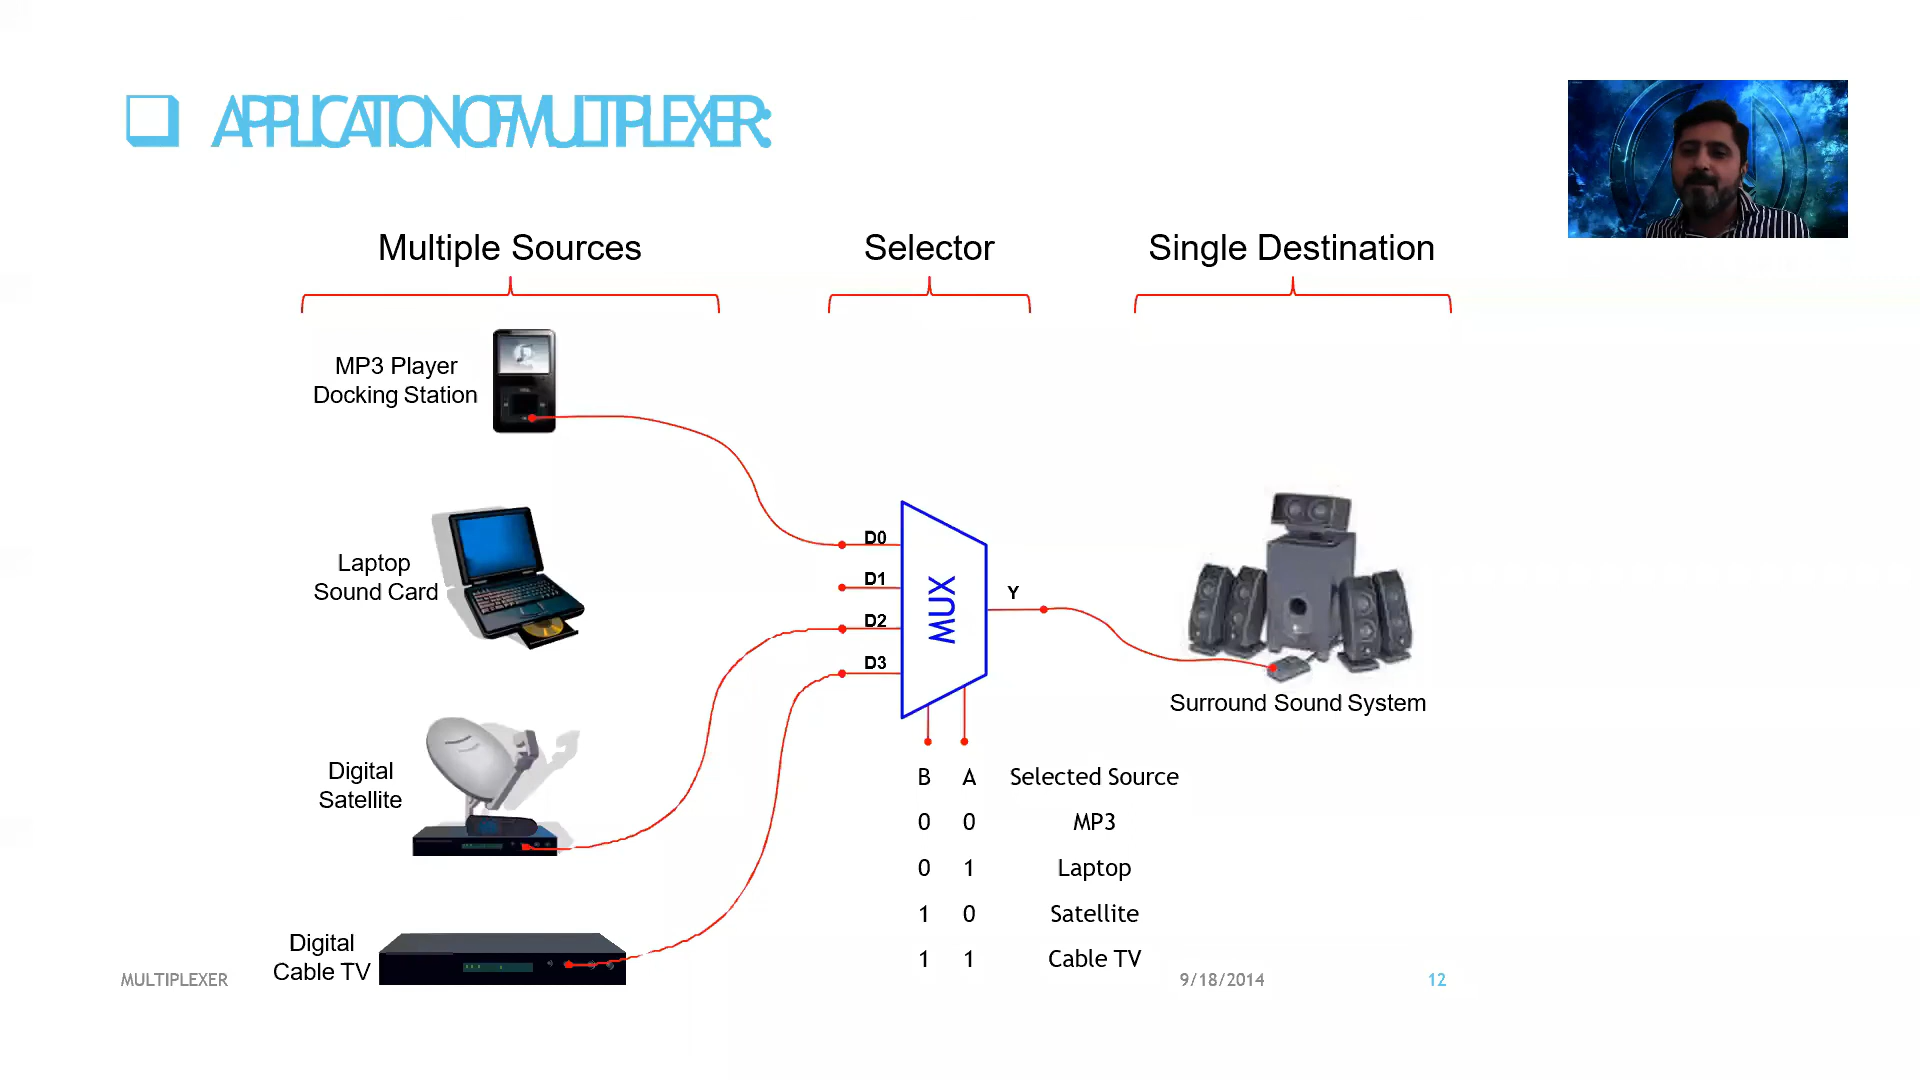 APPLICATION OF MULTIPLEXER:
Multiple Sources
Selector
Single Destination
MP3 Player
Docking Station
Laptop
Sound Card
Digital
Satellite
Digital
Cable TV
D0
D1
D2
D3
MUX
Y
Surround Sound System
B A Selected Source
0 0 MP3
0 1 Laptop
1 0 Satellite
1 1 Cable TV
MULTIPLEXER
9/18/2014
12